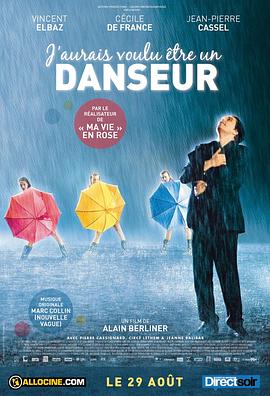 VINCENT
ELBAZ
CÉCILE
DE FRANCE
JEAN-PIERRE
CASSEL
J'aurais voulu être un
DANSEUR
PAR LE
RÉALISATEUR DE
« MA VIE »
EN ROSE
MUSIQUE
ORIGINALE
MARC COLLIN
(NOUVELLE
VAGUE)
UN FILM DE
ALAIN BERLINER
AVEC PIERRE CASSIGNARD, CIRCÉ LETHEM & JEANNE BALIBAR
ALLOCINE.COM
LE 29 AOÛT
Directsoir